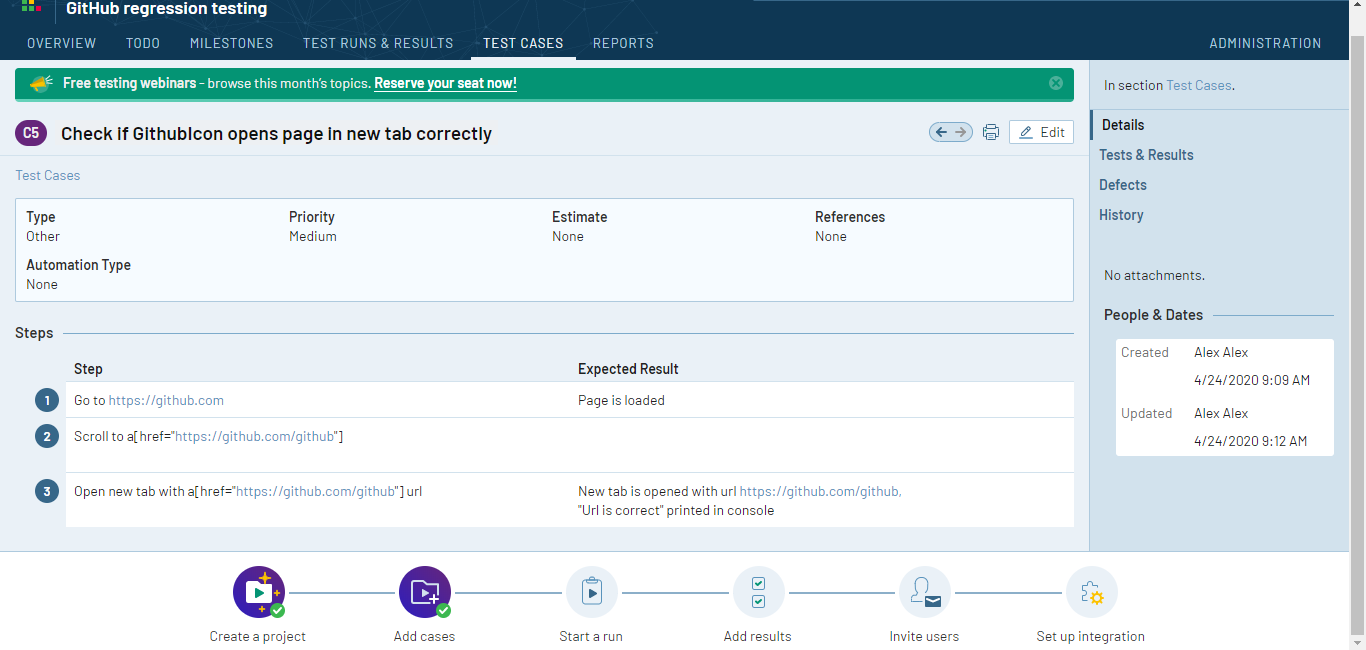 GitHub regression testing
OVERVIEW TODO MILESTONES TEST RUNS & RESULTS TEST CASES REPORTS ADMINISTRATION
Free testing webinars - browse this month's topics. Reserve your seat now!
In section Test Cases.
C5 Check if GithubIcon opens page in new tab correctly
Edit
Details
Tests & Results
Defects
History
Test Cases
Type Priority Estimate References
Other Medium None None
Automation Type
None
No attachments.
People & Dates
Created Alex Alex
4/24/2020 9:09 AM
Updated Alex Alex
4/24/2020 9:12 AM
Steps
Step Expected Result
1 Go to https://github.com Page is loaded
2 Scroll to a[href="https://github.com/github"]
3 Open new tab with a[href="https://github.com/github"] url New tab is opened with url https://github.com/github,
"Url is correct" printed in console
Create a project Add cases Start a run Add results Invite users Set up integration